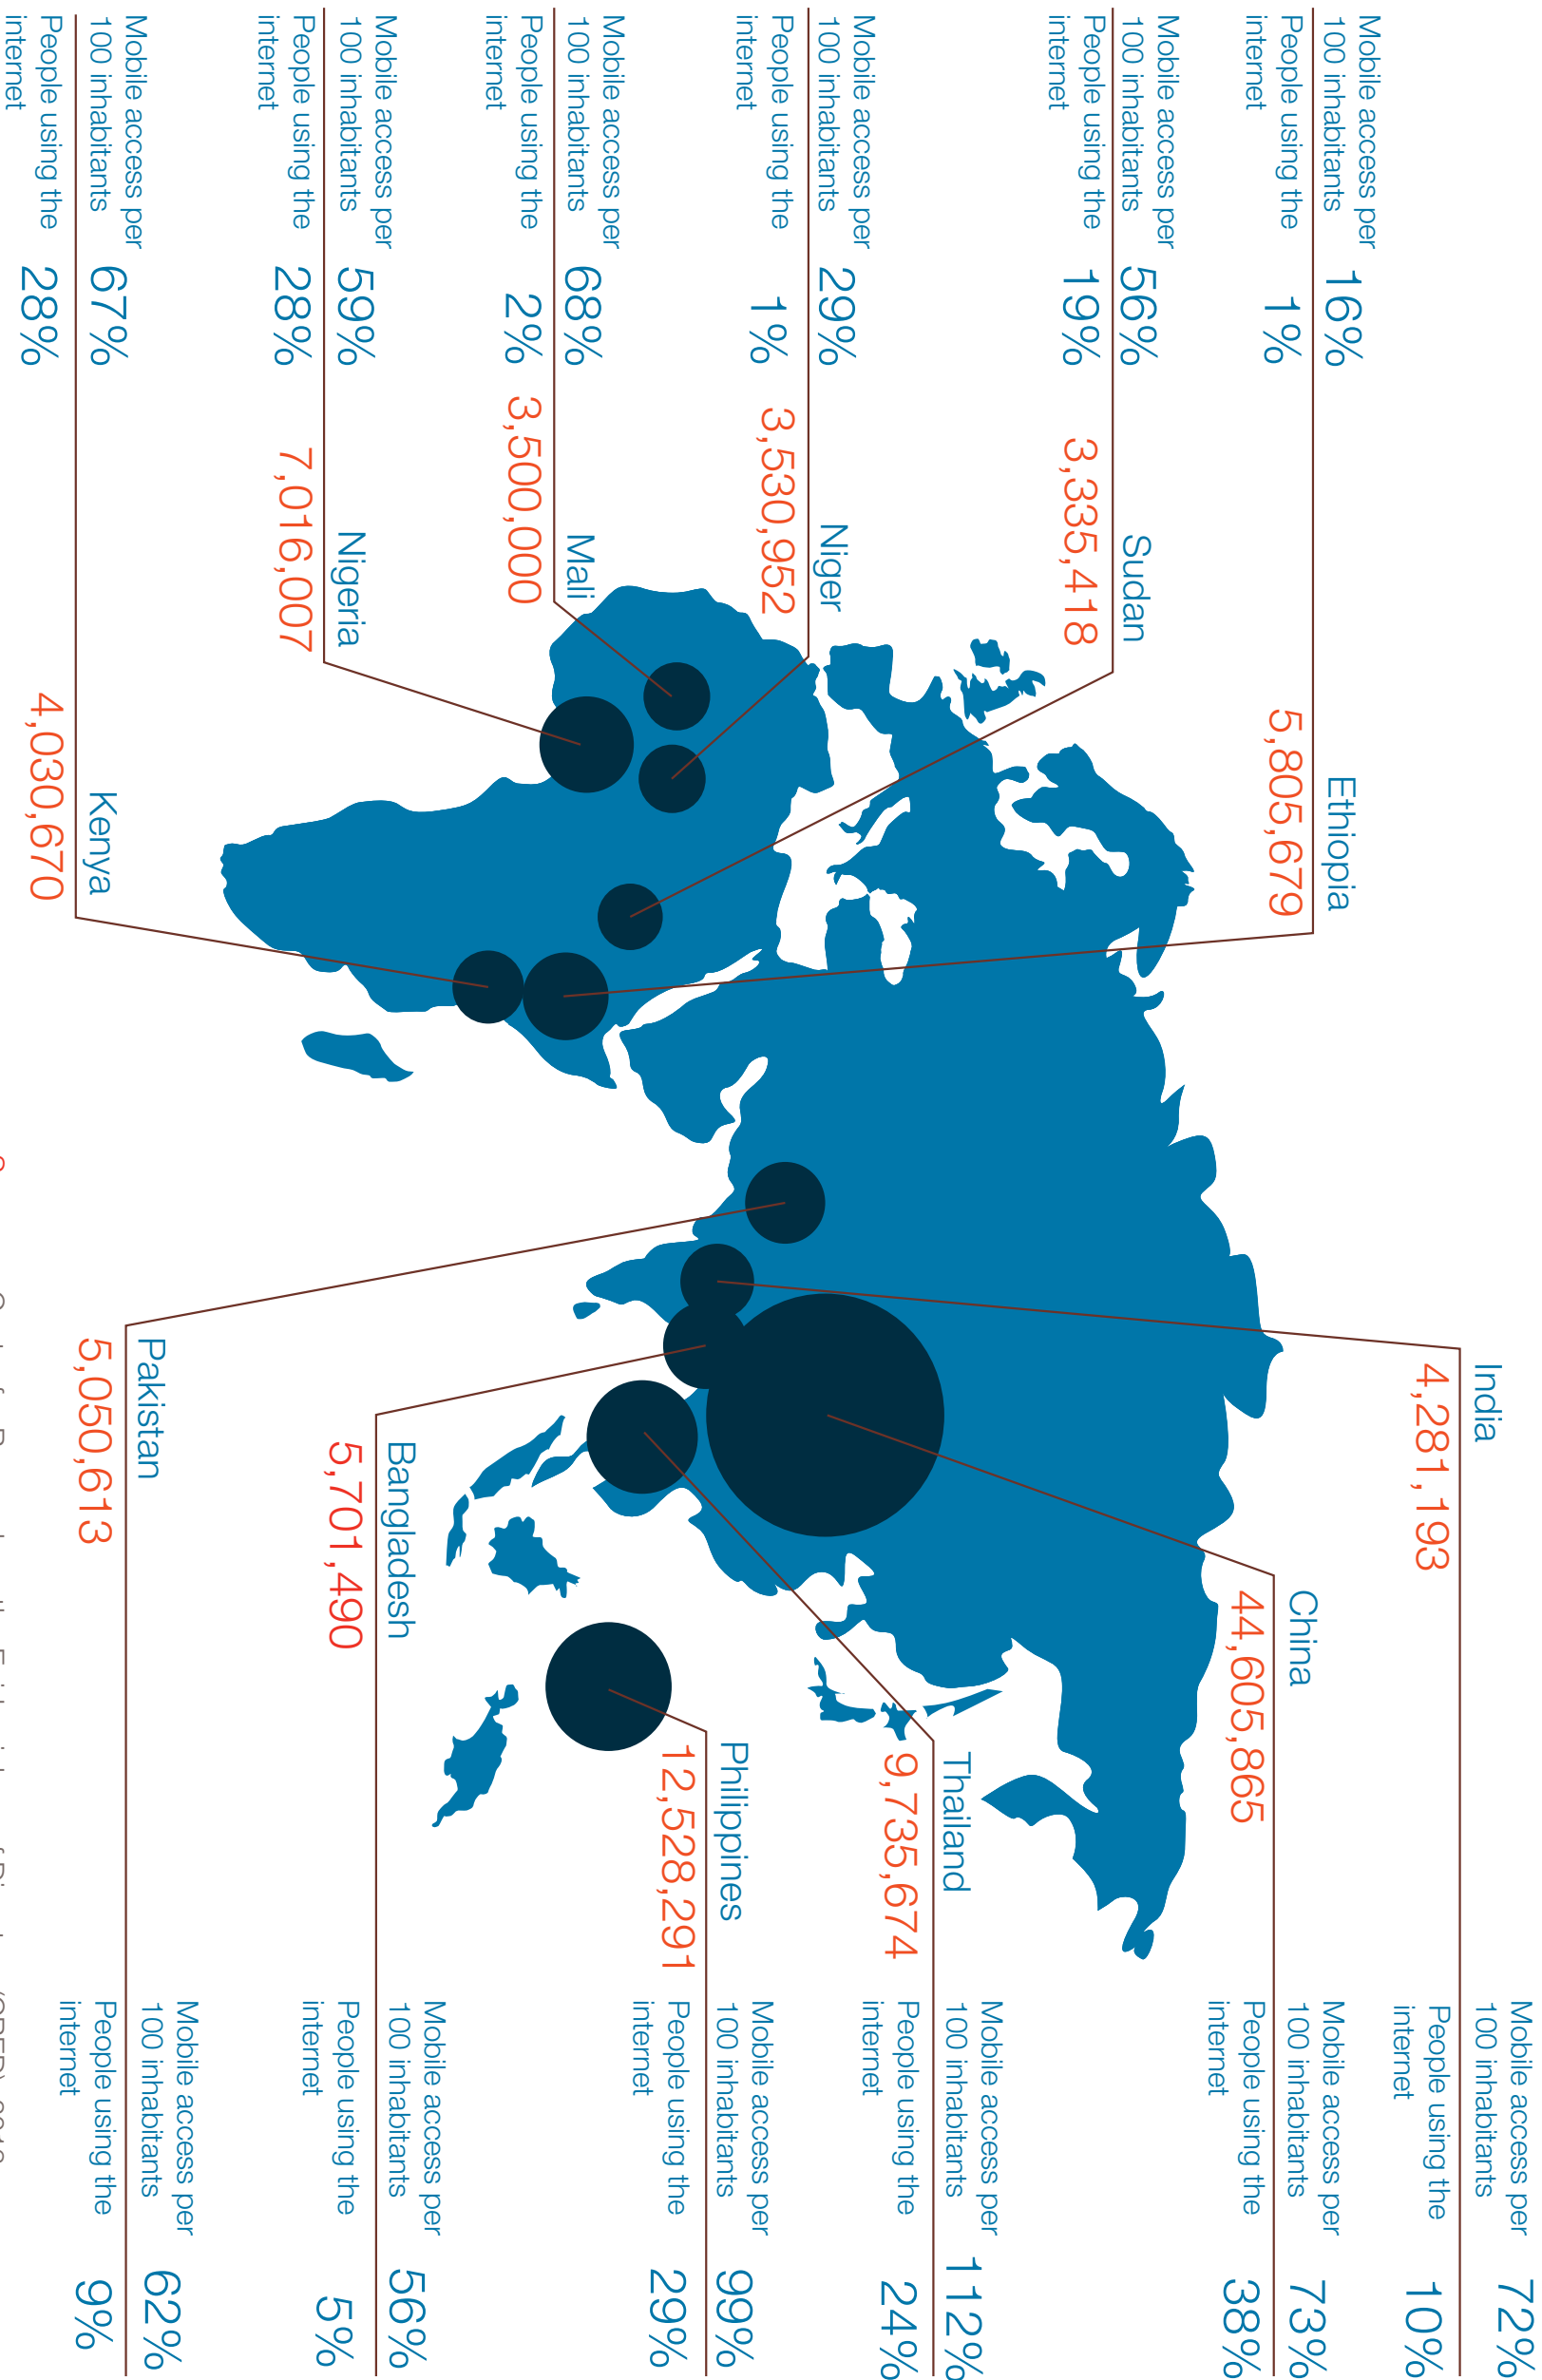 Ethiopia
5,805,679
Mobile access per
100 inhabitants
16%
People using the
internet
1%
Sudan
3,335,418
Mobile access per
100 inhabitants
56%
People using the
internet
19%
Niger
3,530,952
Mobile access per
100 inhabitants
29%
People using the
internet
1%
Mali
3,500,000
Mobile access per
100 inhabitants
68%
People using the
internet
2%
Nigeria
7,016,007
Mobile access per
100 inhabitants
59%
People using the
internet
28%
Kenya
4,030,670
Mobile access per
100 inhabitants
67%
People using the
internet
28%
India
4,281,193
Mobile access per
100 inhabitants
72%
People using the
internet
10%
China
44,605,865
Mobile access per
100 inhabitants
73%
People using the
internet
38%
Thailand
9,735,674
Mobile access per
100 inhabitants
112%
People using the
internet
24%
Philippines
12,528,291
Mobile access per
100 inhabitants
99%
People using the
internet
29%
Bangladesh
5,701,490
Mobile access per
100 inhabitants
56%
People using the
internet
5%
Pakistan
5,050,613
Mobile access per
100 inhabitants
62%
People using the
internet
9%